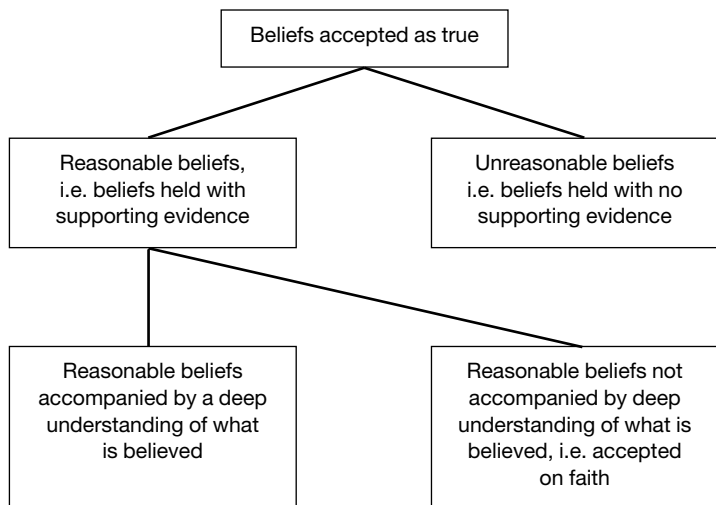 Beliefs accepted as true
Reasonable beliefs,
i.e. beliefs held with
supporting evidence
Unreasonable beliefs
i.e. beliefs held with no
supporting evidence
Reasonable beliefs
accompanied by a deep
understanding of what
is believed
Reasonable beliefs not
accompanied by deep
understanding of what is
believed, i.e. accepted
on faith